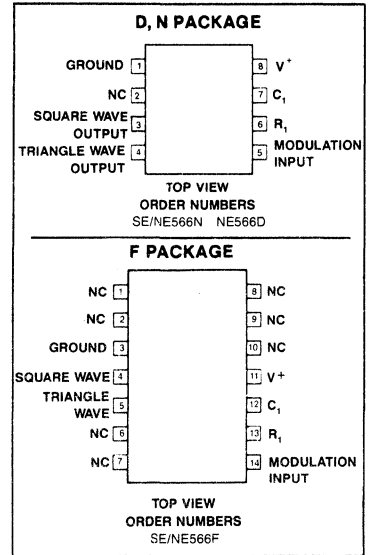 D, N PACKAGE
GROUND 1
8 V+
NC 2
7 C1
SQUARE WAVE
OUTPUT 3
6 R1
TRIANGLE WAVE
OUTPUT 4
5 MODULATION
INPUT
TOP VIEW
ORDER NUMBERS
SE/NE566N NE566D
F PACKAGE
NC 1
8 NC
NC 2
9 NC
GROUND 3
10 NC
SQUARE WAVE 4
11 V+
TRIANGLE
WAVE 5
12 C1
NC 6
13 R1
NC 7
14 MODULATION
INPUT
TOP VIEW
ORDER NUMBERS
SE/NE566F